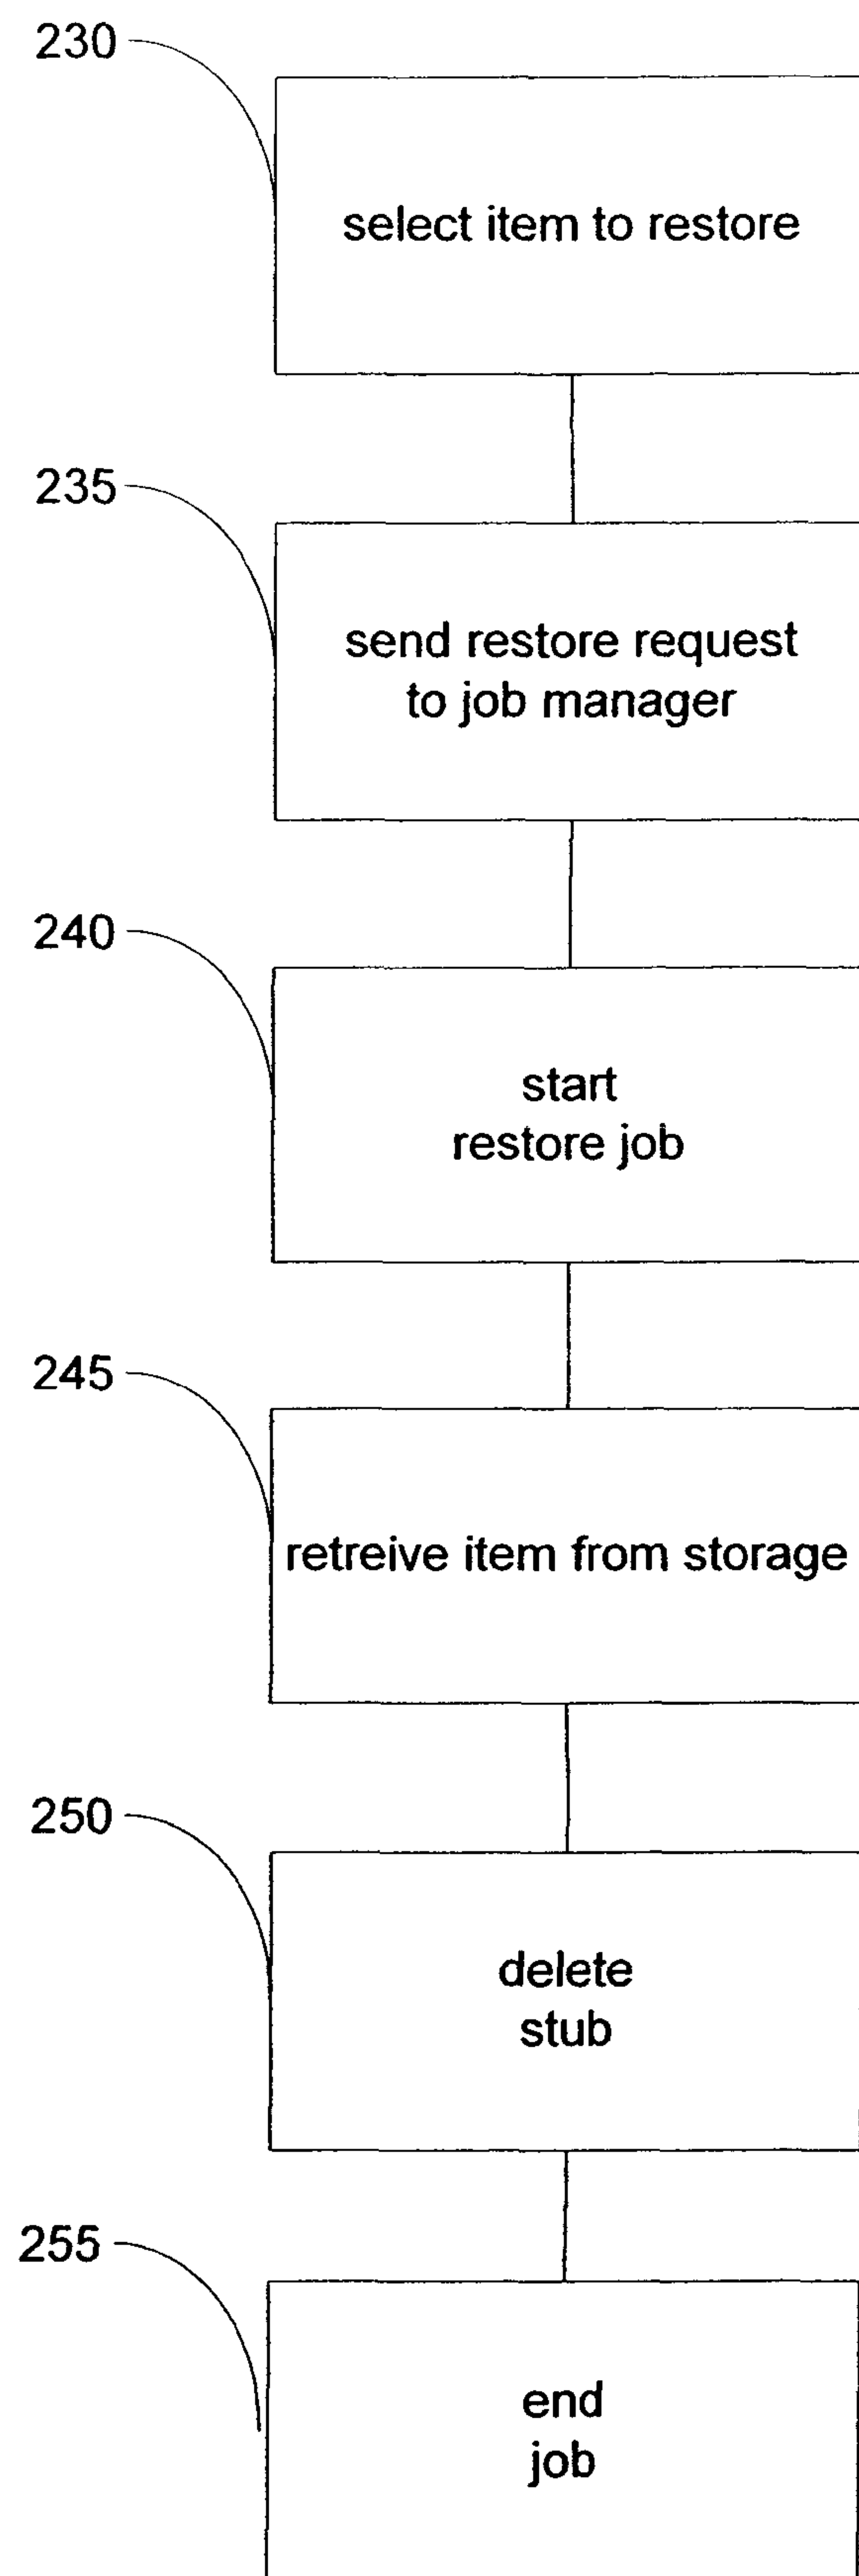 230
select item to restore
235
send restore request
to job manager
240
start
restore job
245
retreive item from storage
250
delete
stub
255
end
job